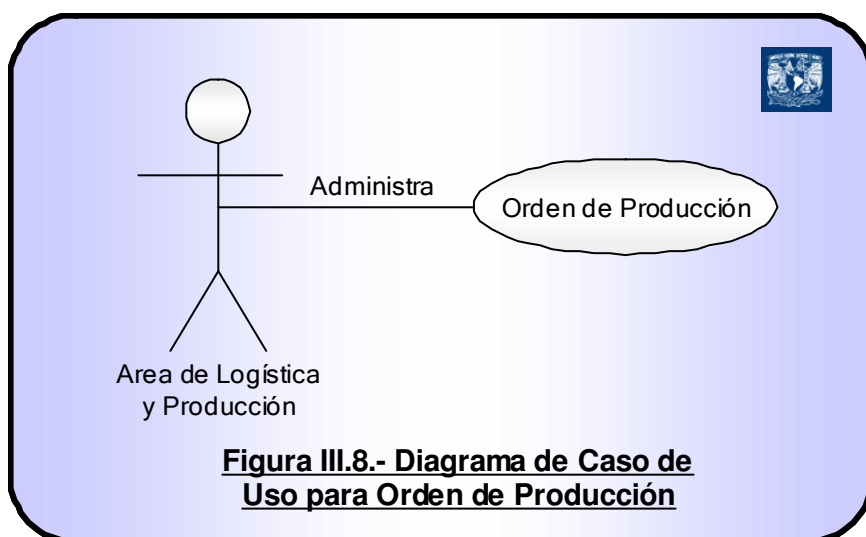 Administra
Orden de Producción
Area de Logística
y Producción
Figura III.8.- Diagrama de Caso de
Uso para Orden de Producción